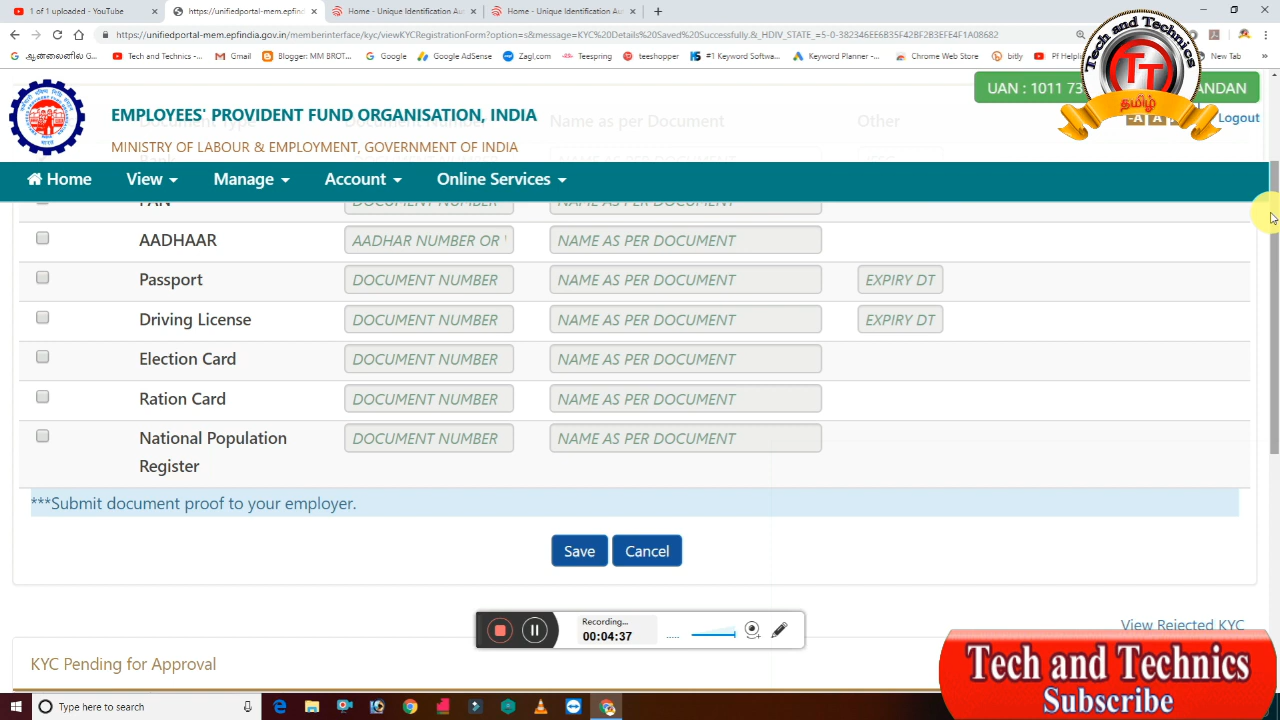 1 of 1 uploaded - YouTube
https://unifiedportal-mem.epfind
Home - Unique Identification Aut
Home - Unique Identification Aut
https://unifiedportal-mem.epfindia.gov.in/memberinterface/kyc/viewKYCRegistrationForm?option=s&message=KYC%20Details%20Saved%20Successfully.&_HDIV_STATE_=5-0-382346EE6B35F42BF2B3EFE4F1A08682
Tech and Technics -...
Gmail
Blogger: MM BROT...
Google
Google AdSense
Zagl.com
Teespring
teeshopper
#1 Keyword Softwa...
Keyword Planner -...
Chrome Web Store
bitly
Pf Helpl
New Tab
Tech and Technics
TT
தமிழ்
EMPLOYEES' PROVIDENT FUND ORGANISATION, INDIA
MINISTRY OF LABOUR & EMPLOYMENT, GOVERNMENT OF INDIA
UAN : 1011 73
ANDAN
-A A
Logout
Name as per Document
Other
Home View Manage Account Online Services
PAN DOCUMENT NUMBER NAME AS PER DOCUMENT
AADHAAR AADHAR NUMBER OR NAME AS PER DOCUMENT
Passport DOCUMENT NUMBER NAME AS PER DOCUMENT EXPIRY DT
Driving License DOCUMENT NUMBER NAME AS PER DOCUMENT EXPIRY DT
Election Card DOCUMENT NUMBER NAME AS PER DOCUMENT
Ration Card DOCUMENT NUMBER NAME AS PER DOCUMENT
National Population DOCUMENT NUMBER NAME AS PER DOCUMENT
Register
***Submit document proof to your employer.
Save Cancel
Recording...
00:04:37
View Rejected KYC
KYC Pending for Approval
Tech and Technics
Subscribe
Type here to search